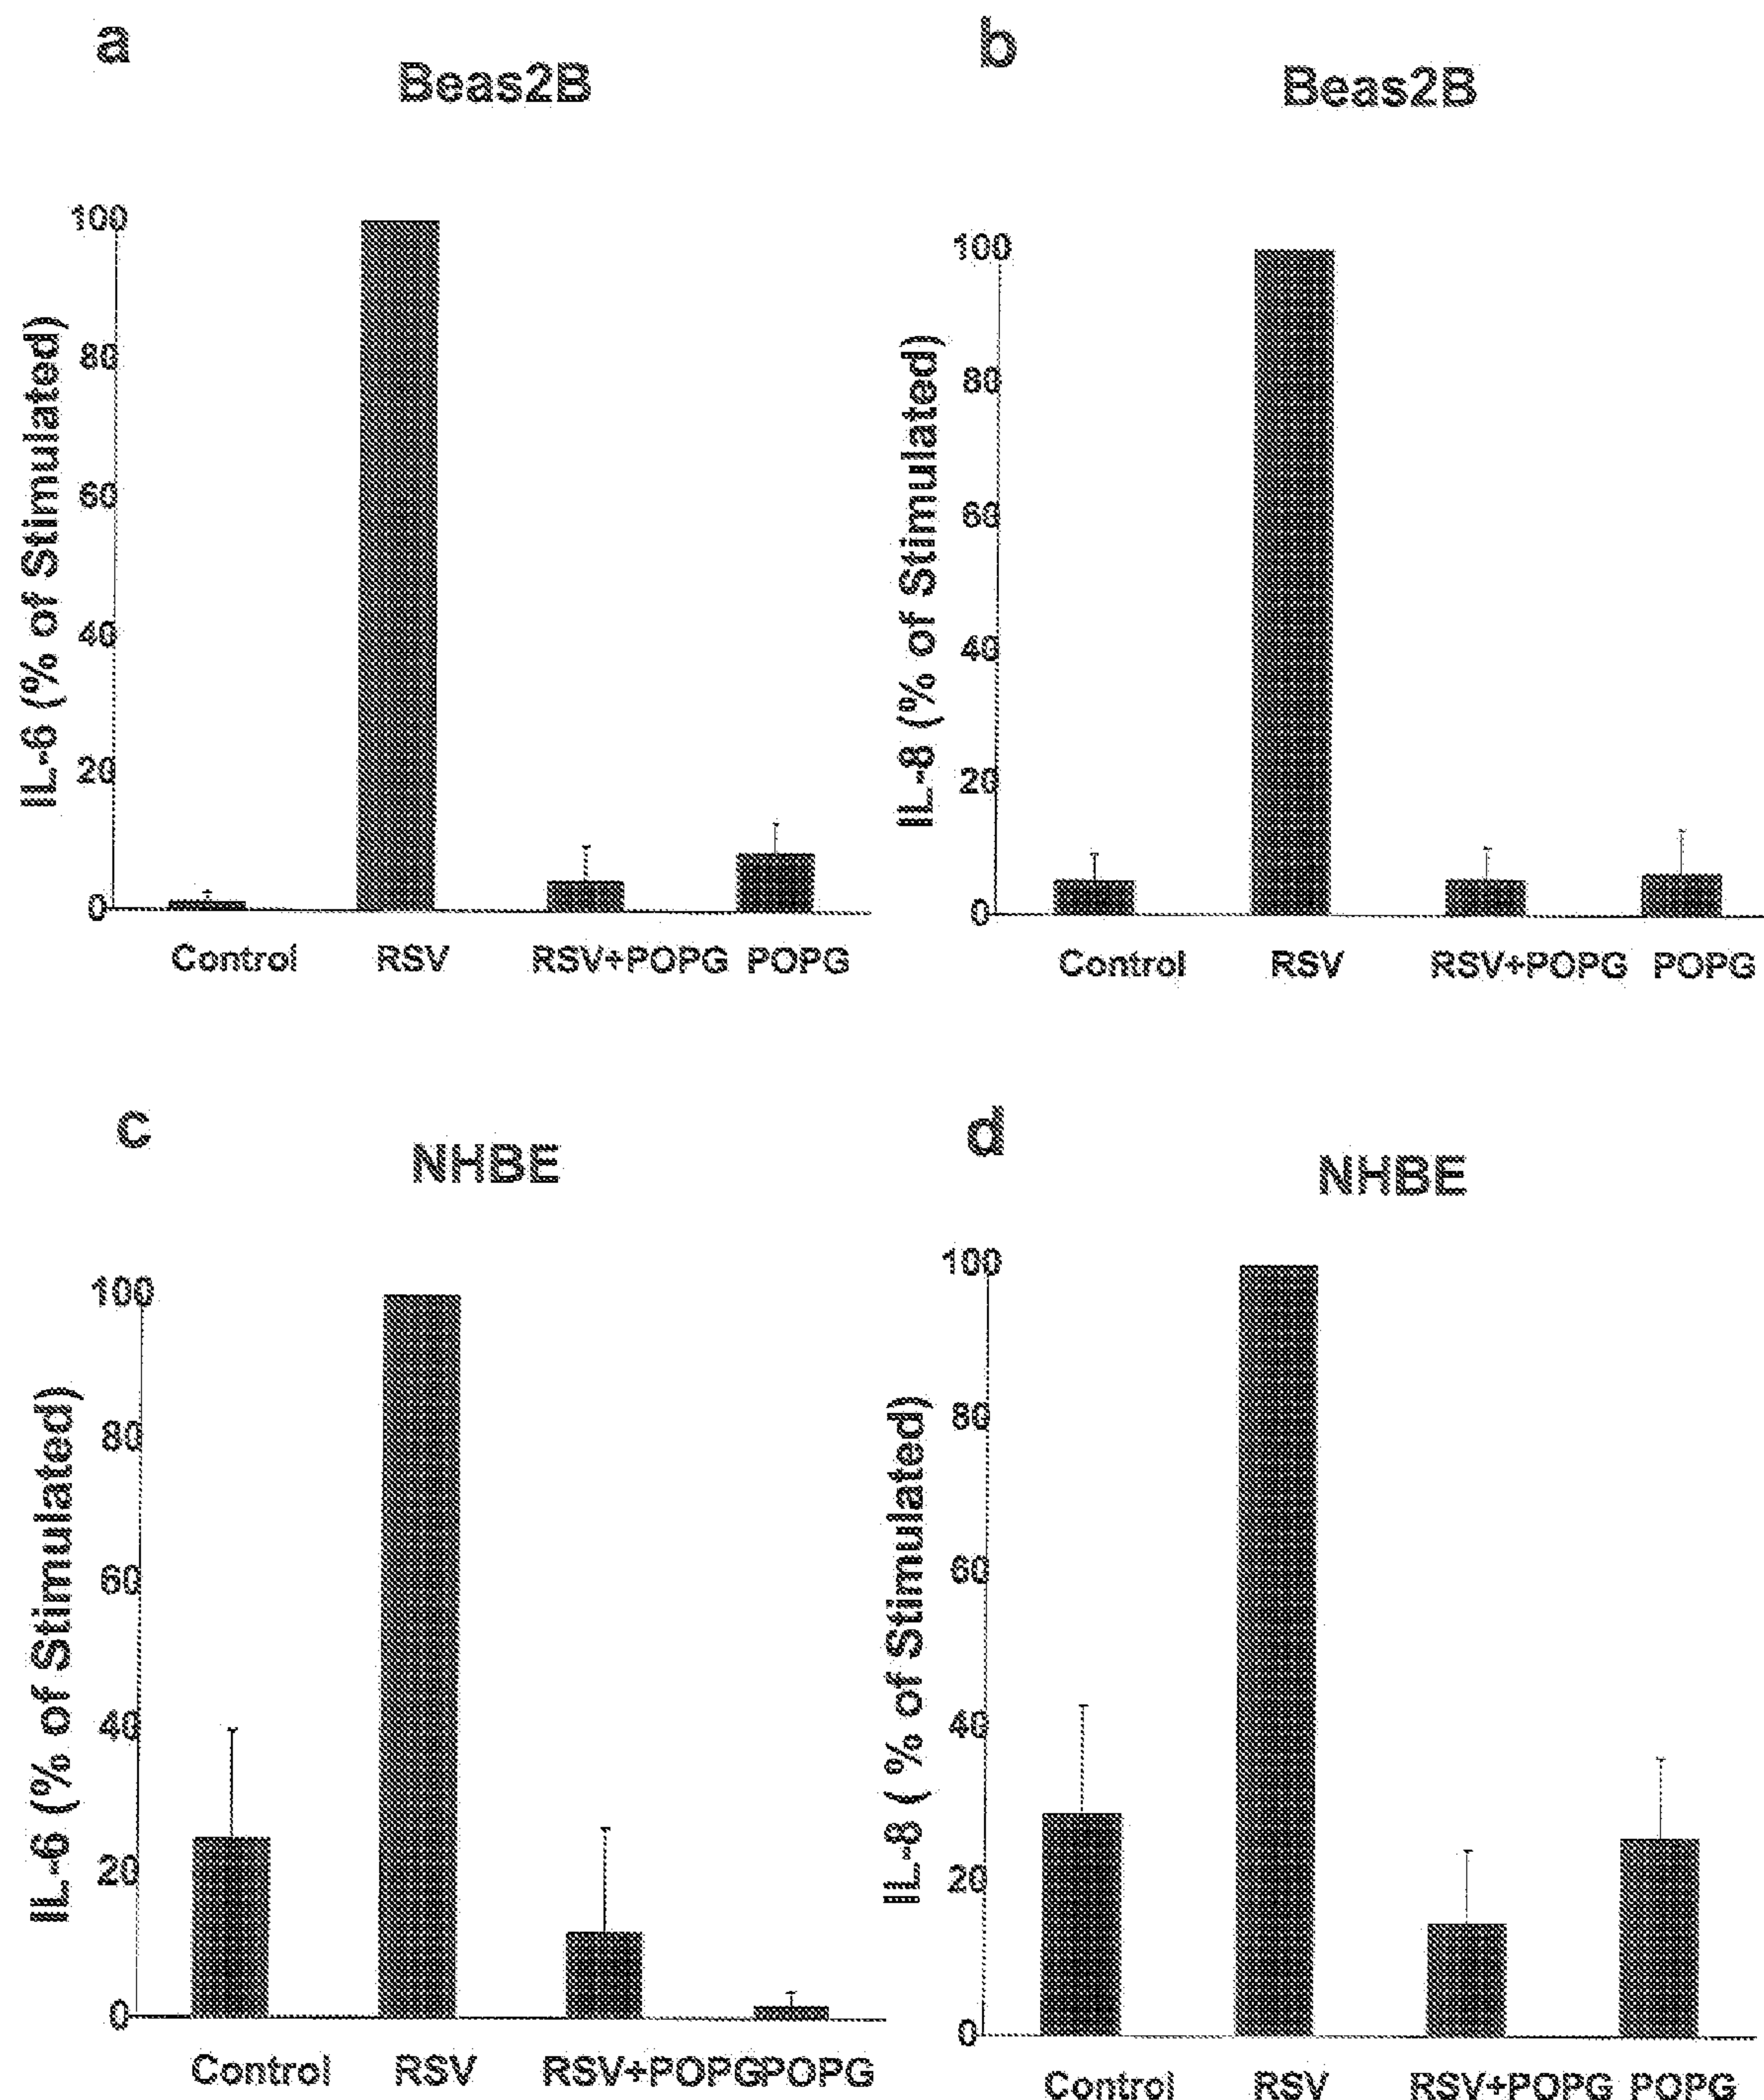 a
Beas2B
IL-6 (% of Stimulated)
100
80
60
40
20
0
Control RSV RSV+POPG POPG
b
Beas2B
IL-8 (% of Stimulated)
100
80
60
40
20
0
Control RSV RSV+POPG POPG
c
NHBE
IL-6 (% of Stimulated)
100
80
60
40
20
0
Control RSV RSV+POPG POPG
d
NHBE
IL-8 ( % of Stimulated)
100
80
60
40
20
0
Control RSV RSV+POPG POPG